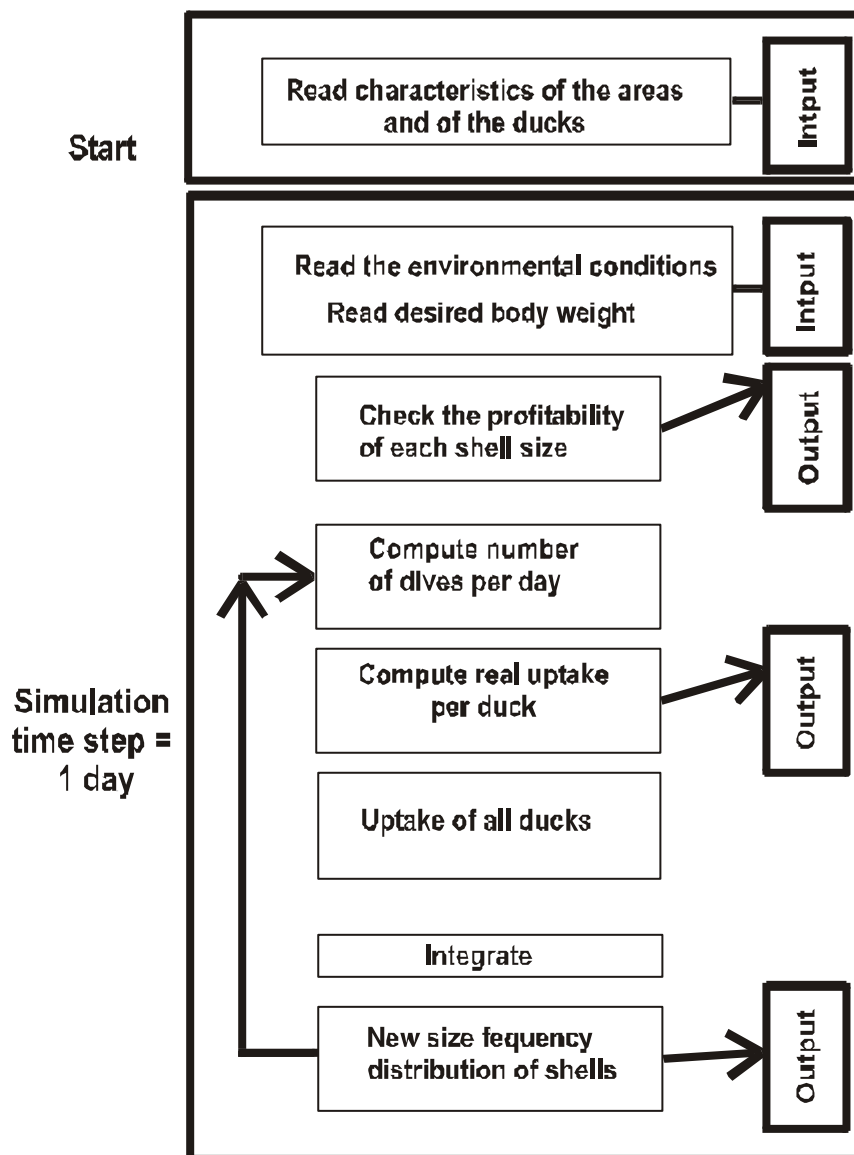 Read characteristics of the areas
and of the ducks
Intput
Start
Read the environmental conditions
Read desired body weight
Intput
Check the profitability
of each shell size
Output
Compute number
of dives per day
Compute real uptake
per duck
Output
Simulation
time step =
1 day
Uptake of all ducks
Integrate
New size fequency
distribution of shells
Output